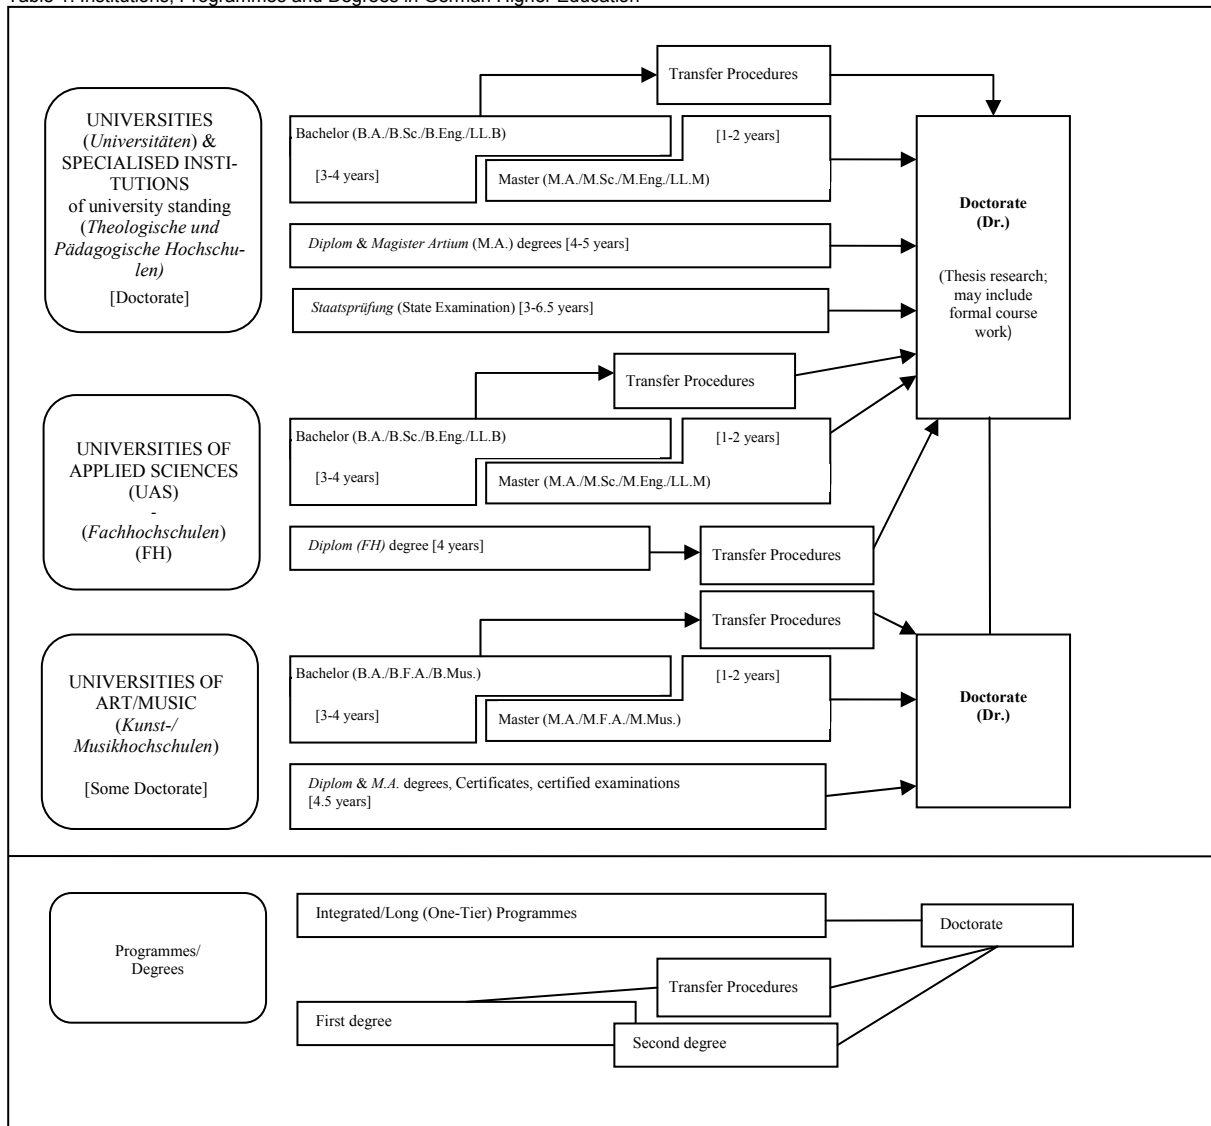 Table 1: Institutions, Programmes and Degrees in German Higher Education
Transfer Procedures
UNIVERSITIES
(Universitäten) &
SPECIALISED INSTI-
TUTIONS
of university standing
(Theologische und
Pädagogische Hochschu-
len)
[Doctorate]
Bachelor (B.A./B.Sc./B.Eng./LL.B)
[3-4 years]
[1-2 years]
Master (M.A./M.Sc./M.Eng./LL.M)
Diplom & Magister Artium (M.A.) degrees [4-5 years]
Staatsprüfung (State Examination) [3-6.5 years]
Doctorate
(Dr.)
(Thesis research;
may include
formal course
work)
Transfer Procedures
UNIVERSITIES OF
APPLIED SCIENCES
(UAS)
-
(Fachhochschulen)
(FH)
Bachelor (B.A./B.Sc./B.Eng./LL.B)
[3-4 years]
[1-2 years]
Master (M.A./M.Sc./M.Eng./LL.M)
Diplom (FH) degree [4 years]
Transfer Procedures
Transfer Procedures
UNIVERSITIES OF
ART/MUSIC
(Kunst-/
Musikhochschulen)
[Some Doctorate]
Bachelor (B.A./B.F.A./B.Mus.)
[3-4 years]
[1-2 years]
Master (M.A./M.F.A./M.Mus.)
Diplom & M.A. degrees, Certificates, certified examinations
[4.5 years]
Doctorate
(Dr.)
Programmes/
Degrees
Integrated/Long (One-Tier) Programmes
Doctorate
Transfer Procedures
First degree
Second degree